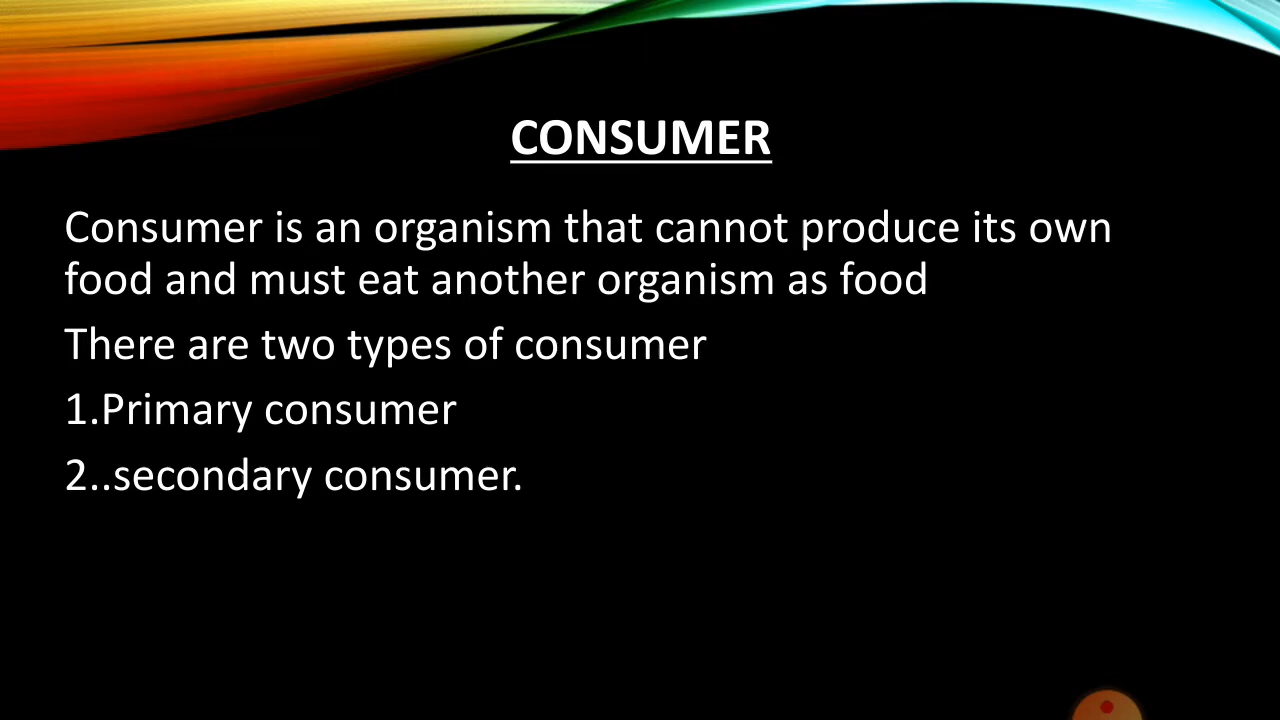 CONSUMER
Consumer is an organism that cannot produce its own
food and must eat another organism as food
There are two types of consumer
1.Primary consumer
2..secondary consumer.